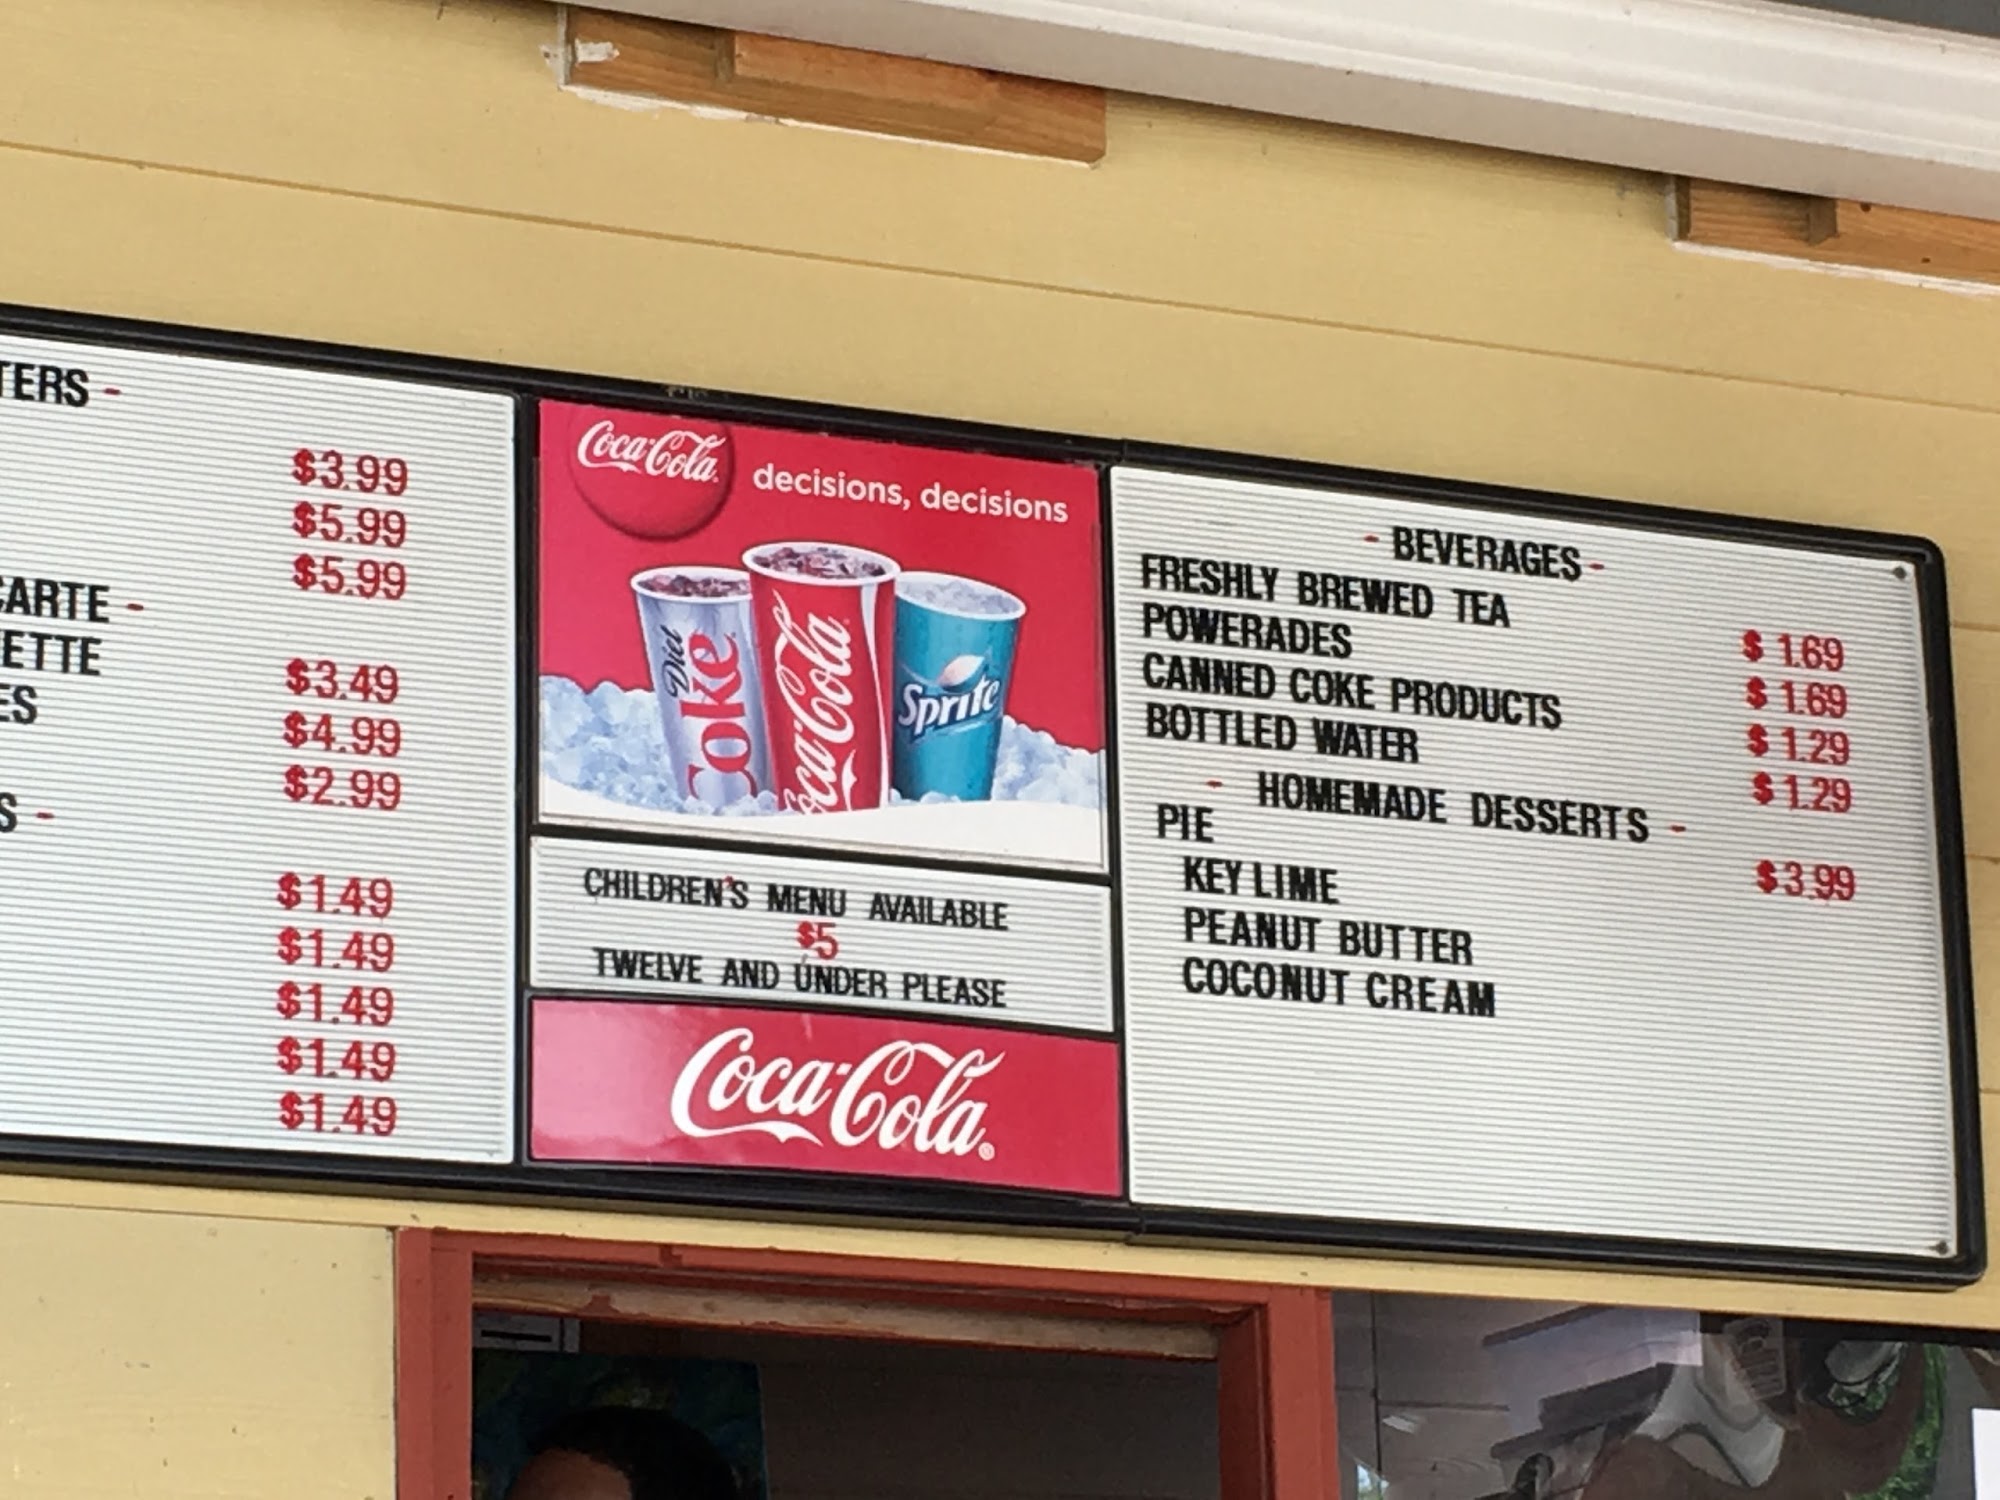 TERS -
$3.99
$5.99
$5.99
CARTE -
ETTE
$3.49
ES
$4.99
$2.99
S -
$1.49
$1.49
$1.49
$1.49
$1.49
Coca-Cola
decisions, decisions
Diet Coke
Coca-Cola
Sprite
CHILDREN'S MENU AVAILABLE
$5
TWELVE AND UNDER PLEASE
Coca-Cola®
- BEVERAGES -
FRESHLY BREWED TEA $ 1.69
POWERADES $ 1.69
CANNED COKE PRODUCTS $ 1.29
BOTTLED WATER $ 1.29
- HOMEMADE DESSERTS -
PIE $3.99
KEY LIME
PEANUT BUTTER
COCONUT CREAM